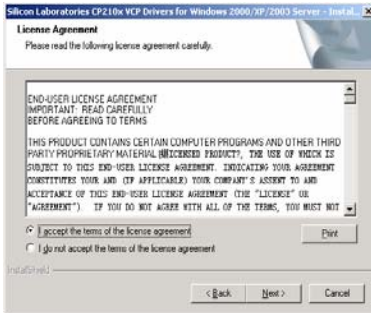 Silicon Laboratories CP210x VCP Drivers for Windows 2000/XP/2003 Server - Instal...
License Agreement
Please read the following license agreement carefully.
END-USER LICENSE AGREEMENT
IMPORTANT: READ CAREFULLY
BEFORE AGREEING TO TERMS
THIS PRODUCT CONTAINS CERTAIN COMPUTER PROGRAMS AND OTHER THIRD
PARTY PROPRIETARY MATERIAL LICENSED PRODUCT?, THE USE OF WHICH IS
SUBJECT TO THIS END-USER LICENSE AGREEMENT. INDICATING YOUR AGREEMENT
CONSTITUTES YOUR AND (IF APPLICABLE) YOUR COMPANY'S ASSENT TO AND
ACCEPTANCE OF THIS END-USER LICENSE AGREEMENT (THE "LICENSE" OR
"AGREEMENT"). IF YOU DO NOT AGREE WITH ALL OF THE TERMS, YOU MUST NOT
I accept the terms of the license agreement
Print
I do not accept the terms of the license agreement
InstallShield
< Back
Next >
Cancel